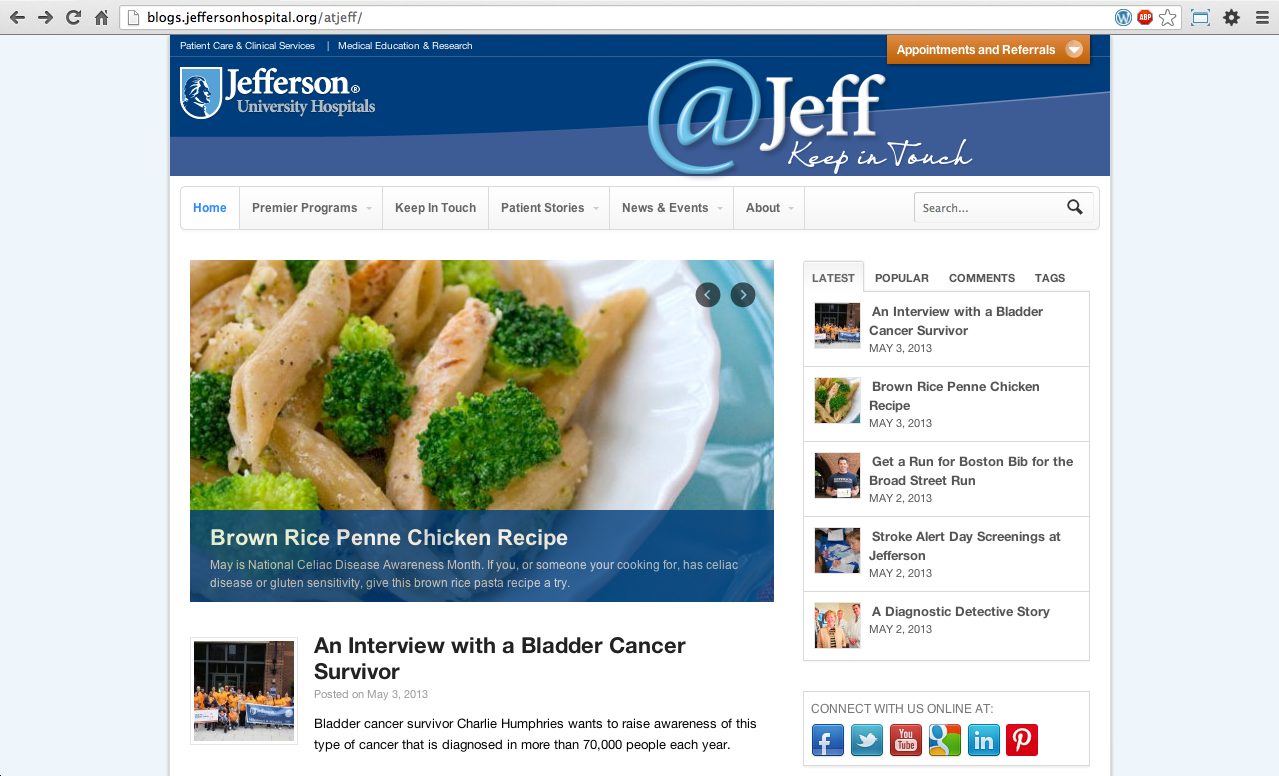 blogs.jeffersonhospital.org/atjeff/
ABP
Patient Care & Clinical Services | Medical Education & Research
Appointments and Referrals
Jefferson®
University Hospitals
@Jeff
Keep in Touch
Home Premier Programs Keep In Touch Patient Stories News & Events About Search...
LATEST POPULAR COMMENTS TAGS
An Interview with a Bladder
Cancer Survivor
MAY 3, 2013
Brown Rice Penne Chicken
Recipe
MAY 3, 2013
Get a Run for Boston Bib for the
Broad Street Run
MAY 2, 2013
Stroke Alert Day Screenings at
Jefferson
MAY 2, 2013
A Diagnostic Detective Story
MAY 2, 2013
Brown Rice Penne Chicken Recipe
May is National Celiac Disease Awareness Month. If you, or someone your cooking for, has celiac
disease or gluten sensitivity, give this brown rice pasta recipe a try.
An Interview with a Bladder Cancer
Survivor
Posted on May 3, 2013
Bladder cancer survivor Charlie Humphries wants to raise awareness of this
type of cancer that is diagnosed in more than 70,000 people each year.
CONNECT WITH US ONLINE AT:
You
Tube